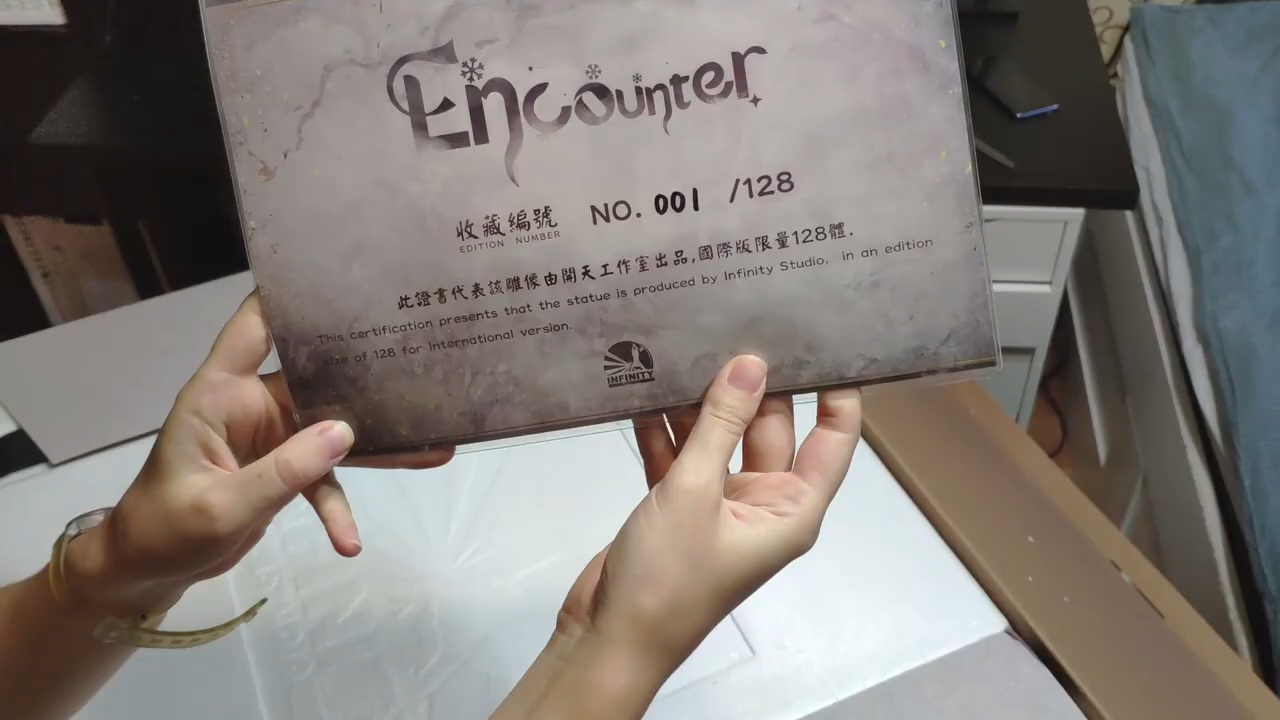 Encounter
收藏編號 NO. 001 /128
EDITION NUMBER
此證書代表該雕像由開天工作室出品,國際版限量128體.
This certification presents that the statue is produced by Infinity Studio, in an edition
size of 128 for International version.
INFINITY